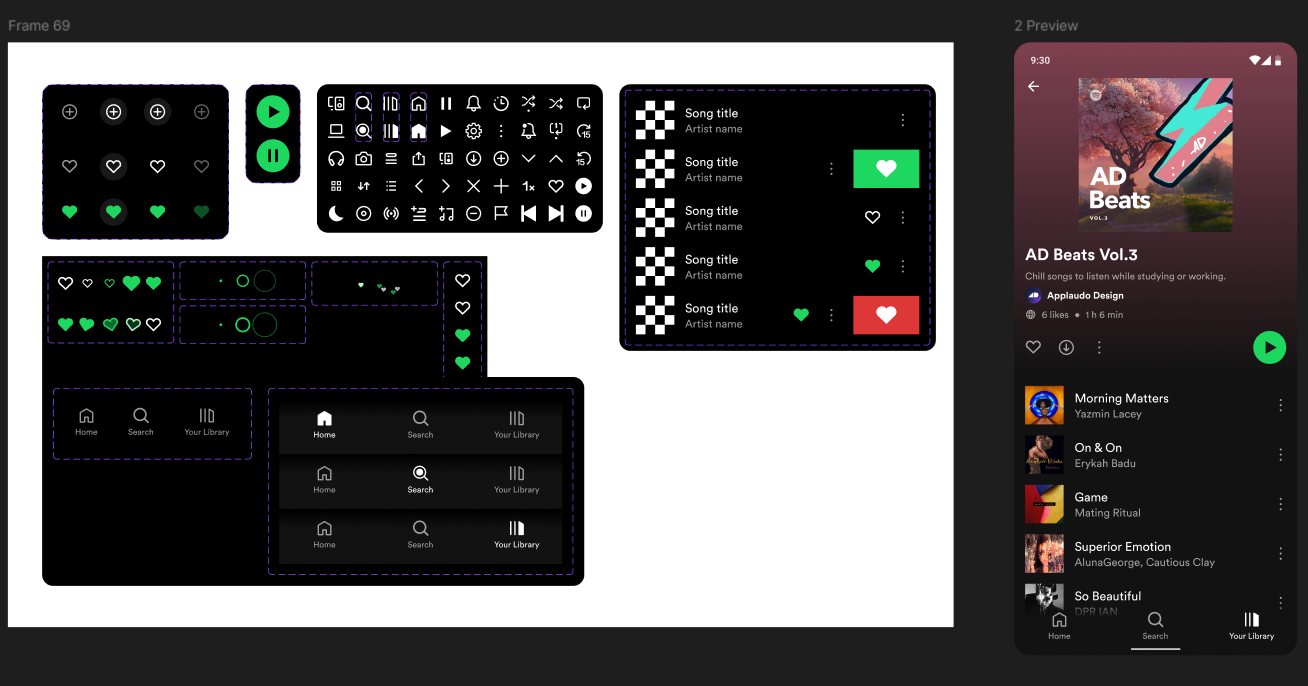 Frame 69
15
15
1x
Home
Search
Your Library
Home
Search
Your Library
Home
Search
Your Library
Home
Search
Your Library
Song title
Artist name
Song title
Artist name
Song title
Artist name
Song title
Artist name
Song title
Artist name
2 Preview
9:30
AD
AD
Beats
VOL.3
AD Beats Vol.3
Chill songs to listen while studying or working.
Applaudo Design
6 likes • 1 h 6 min
Morning Matters
Yazmin Lacey
On & On
Erykah Badu
Game
Mating Ritual
Superior Emotion
AlunaGeorge, Cautious Clay
So Beautiful
DPR IAN
Home
Search
Your Library